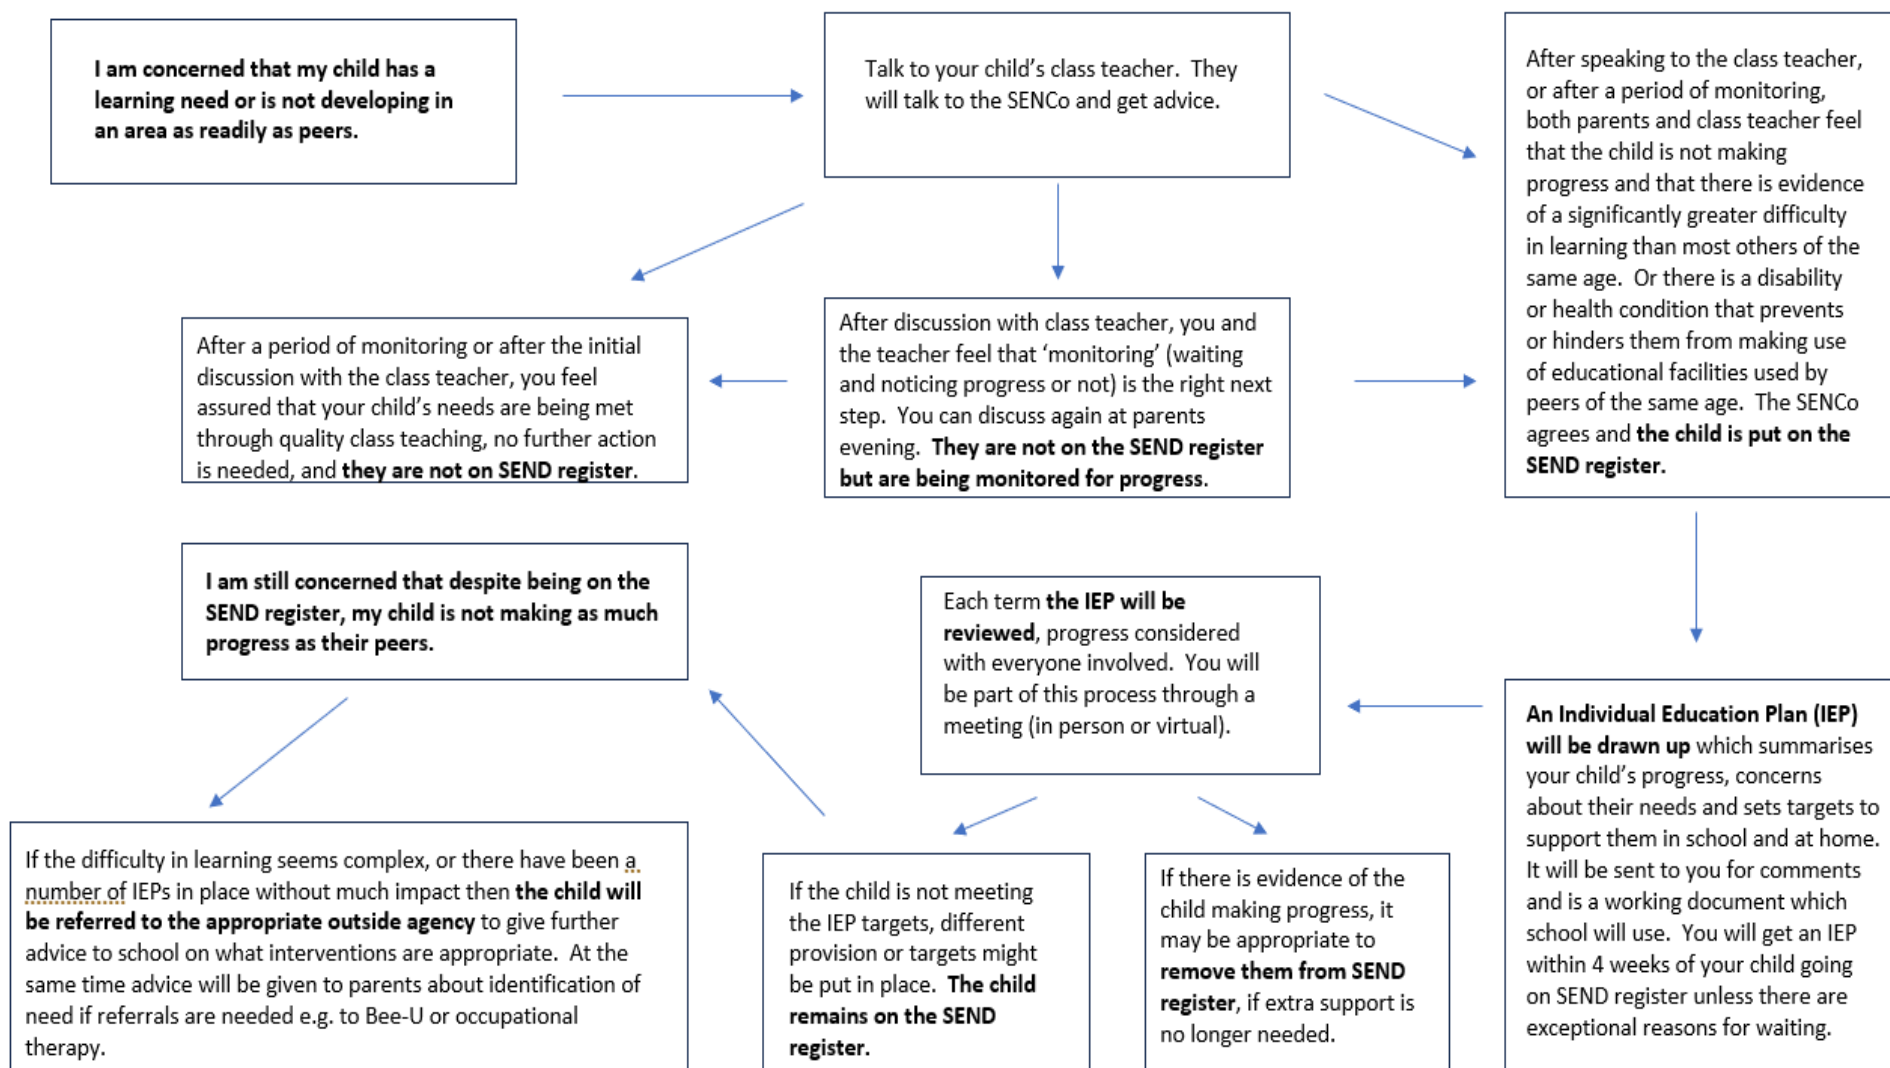 I am concerned that my child has a
learning need or is not developing in
an area as readily as peers.
Talk to your child's class teacher.  They
will talk to the SENCo and get advice.
After speaking to the class teacher,
or after a period of monitoring,
both parents and class teacher feel
that the child is not making
progress and that there is evidence
of a significantly greater difficulty
in learning than most others of the
same age.  Or there is a disability
or health condition that prevents
or hinders them from making use
of educational facilities used by
peers of the same age.  The SENCo
agrees and the child is put on the
SEND register.
After a period of monitoring or after the initial
discussion with the class teacher, you feel
assured that your child's needs are being met
through quality class teaching, no further action
is needed, and they are not on SEND register.
After discussion with class teacher, you and
the teacher feel that ‘monitoring’ (waiting
and noticing progress or not) is the right next
step.  You can discuss again at parents
evening.  They are not on the SEND register
but are being monitored for progress.
I am still concerned that despite being on the
SEND register, my child is not making as much
progress as their peers.
Each term the IEP will be
reviewed, progress considered
with everyone involved.  You will
be part of this process through a
meeting (in person or virtual).
An Individual Education Plan (IEP)
will be drawn up which summarises
your child's progress, concerns
about their needs and sets targets to
support them in school and at home.
It will be sent to you for comments
and is a working document which
school will use.  You will get an IEP
within 4 weeks of your child going
on SEND register unless there are
exceptional reasons for waiting.
If the difficulty in learning seems complex, or there have been a
number of IEPs in place without much impact then the child will
be referred to the appropriate outside agency to give further
advice to school on what interventions are appropriate.  At the
same time advice will be given to parents about identification of
need if referrals are needed e.g. to Bee-U or occupational
therapy.
If the child is not meeting
the IEP targets, different
provision or targets might
be put in place.  The child
remains on the SEND
register.
If there is evidence of the
child making progress, it
may be appropriate to
remove them from SEND
register, if extra support is
no longer needed.